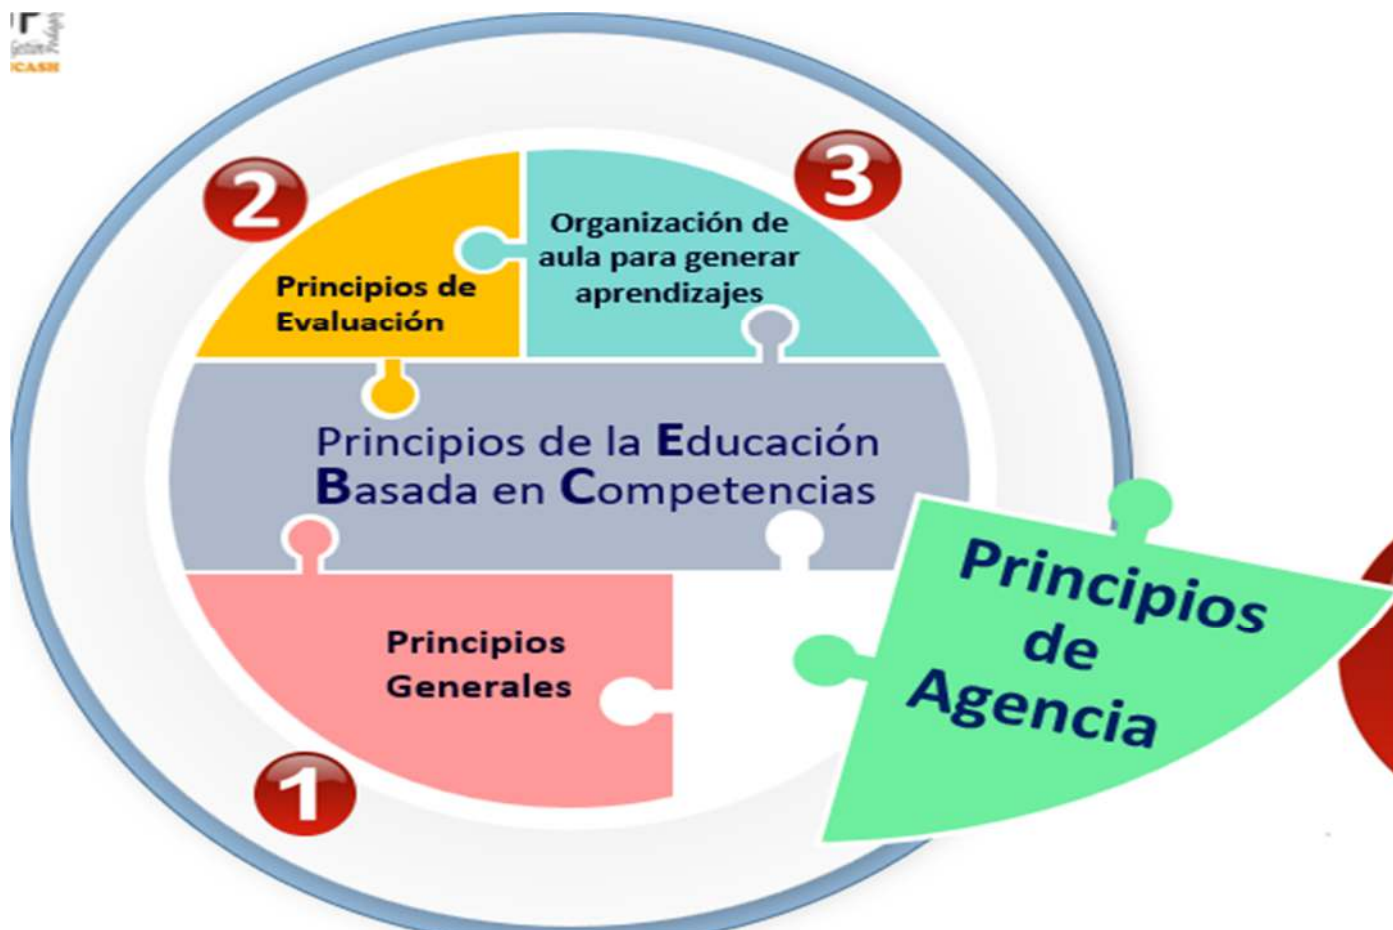 CASH
2
3
Organización de
aula para generar
aprendizajes
Principios de
Evaluación
Principios de la Educación
Basada en Competencias
Principios
de
Agencia
Principios
Generales
1